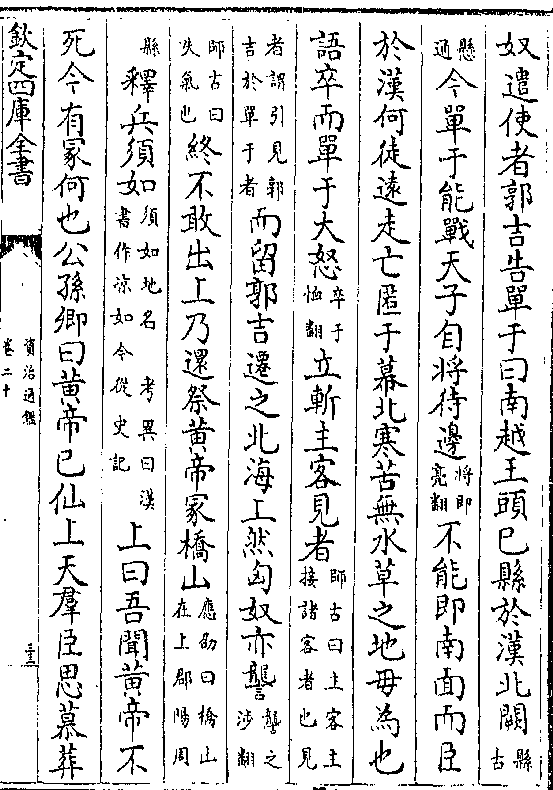 奴遣使者郭吉告單于曰南越王頭已縣於漢北闕縣古
懸通今單于能戰天子自將待邊將即亮翻不能即南面而臣
於漢何徒遠走亡匿于幕北寒苦無水草之地毋為也
語卒而單于大怒卒于恤翻立斬主客見者師古曰主客主接諸客者也見
者謂引見郭吉於單于者而留郭吉遷之北海上然匈奴亦讋讋之涉翻
師古曰失氣也終不敢出上乃還祭黄帝冢橋山應劭曰橋山在上郡陽周
縣釋兵須如須如地名考異曰漢書作凉如今從史記上曰吾聞黄帝不
死今有冢何也公孫卿曰黄帝已仙上天羣臣思慕葬
欽定四庫全書
資治通鑑
卷二十